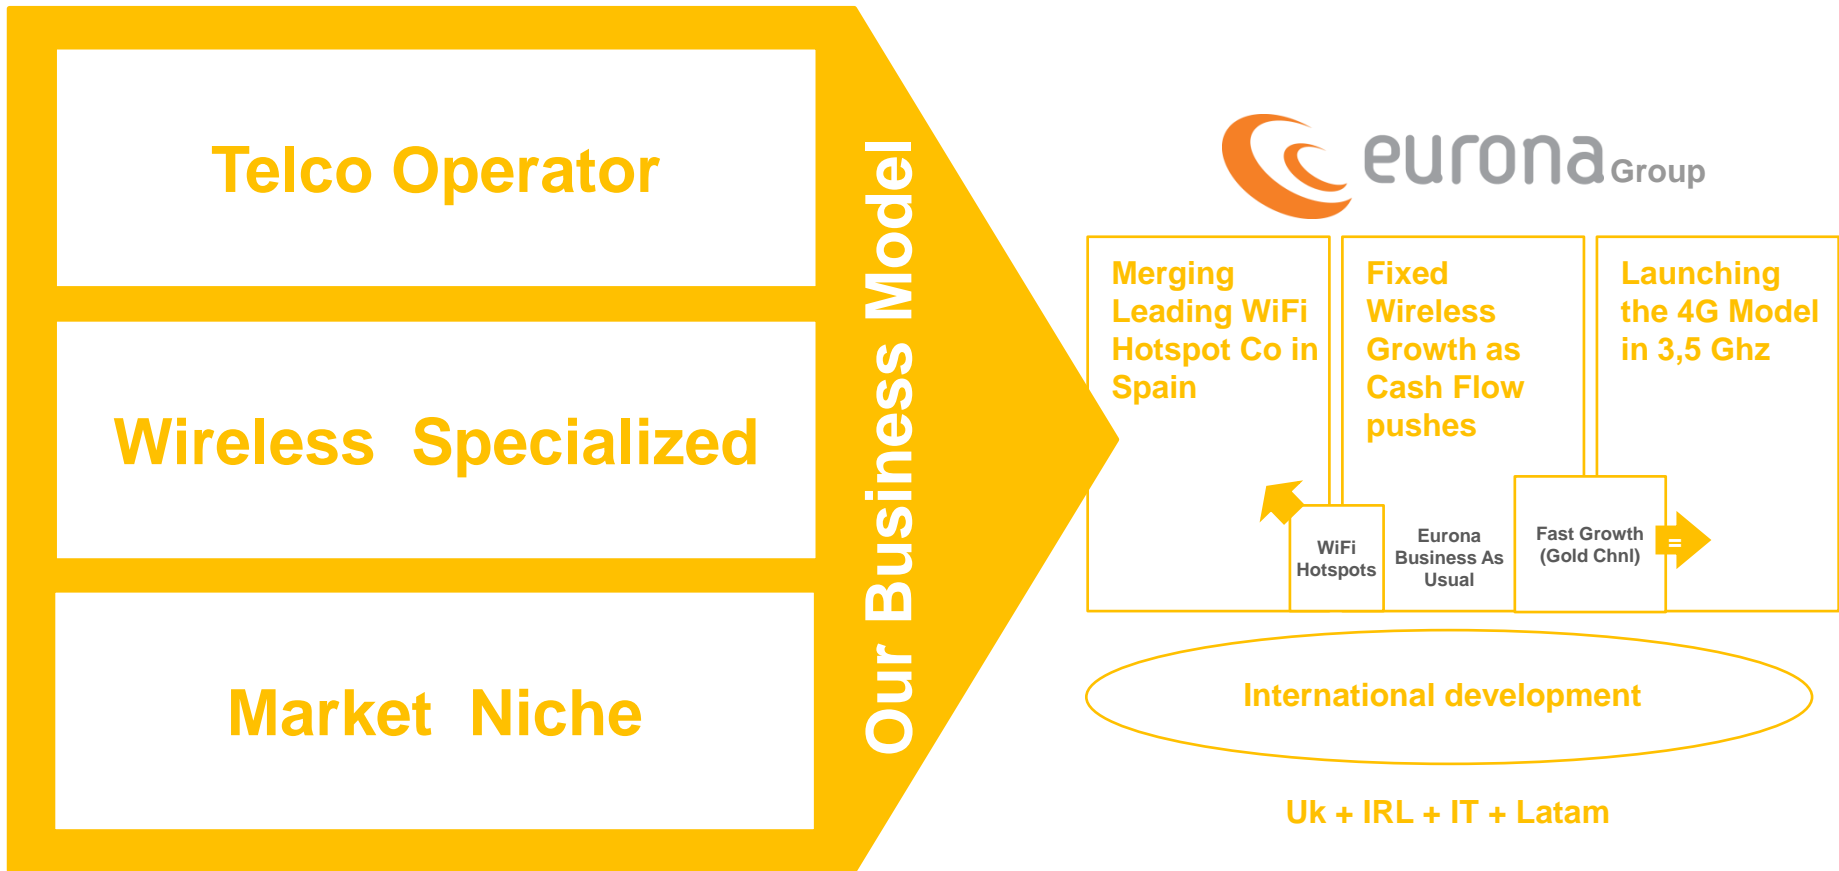 Telco Operator
Wireless  Specialized
Market  Niche
Our Business Model
eurona Group
Merging
Leading WiFi
Hotspot Co in
Spain
Fixed
Wireless
Growth as
Cash Flow
pushes
Launching
the 4G Model
in 3,5 Ghz
WiFi
Hotspots
Eurona
Business As
Usual
Fast Growth
(Gold Chnl)
=
International development
Uk + IRL + IT + Latam